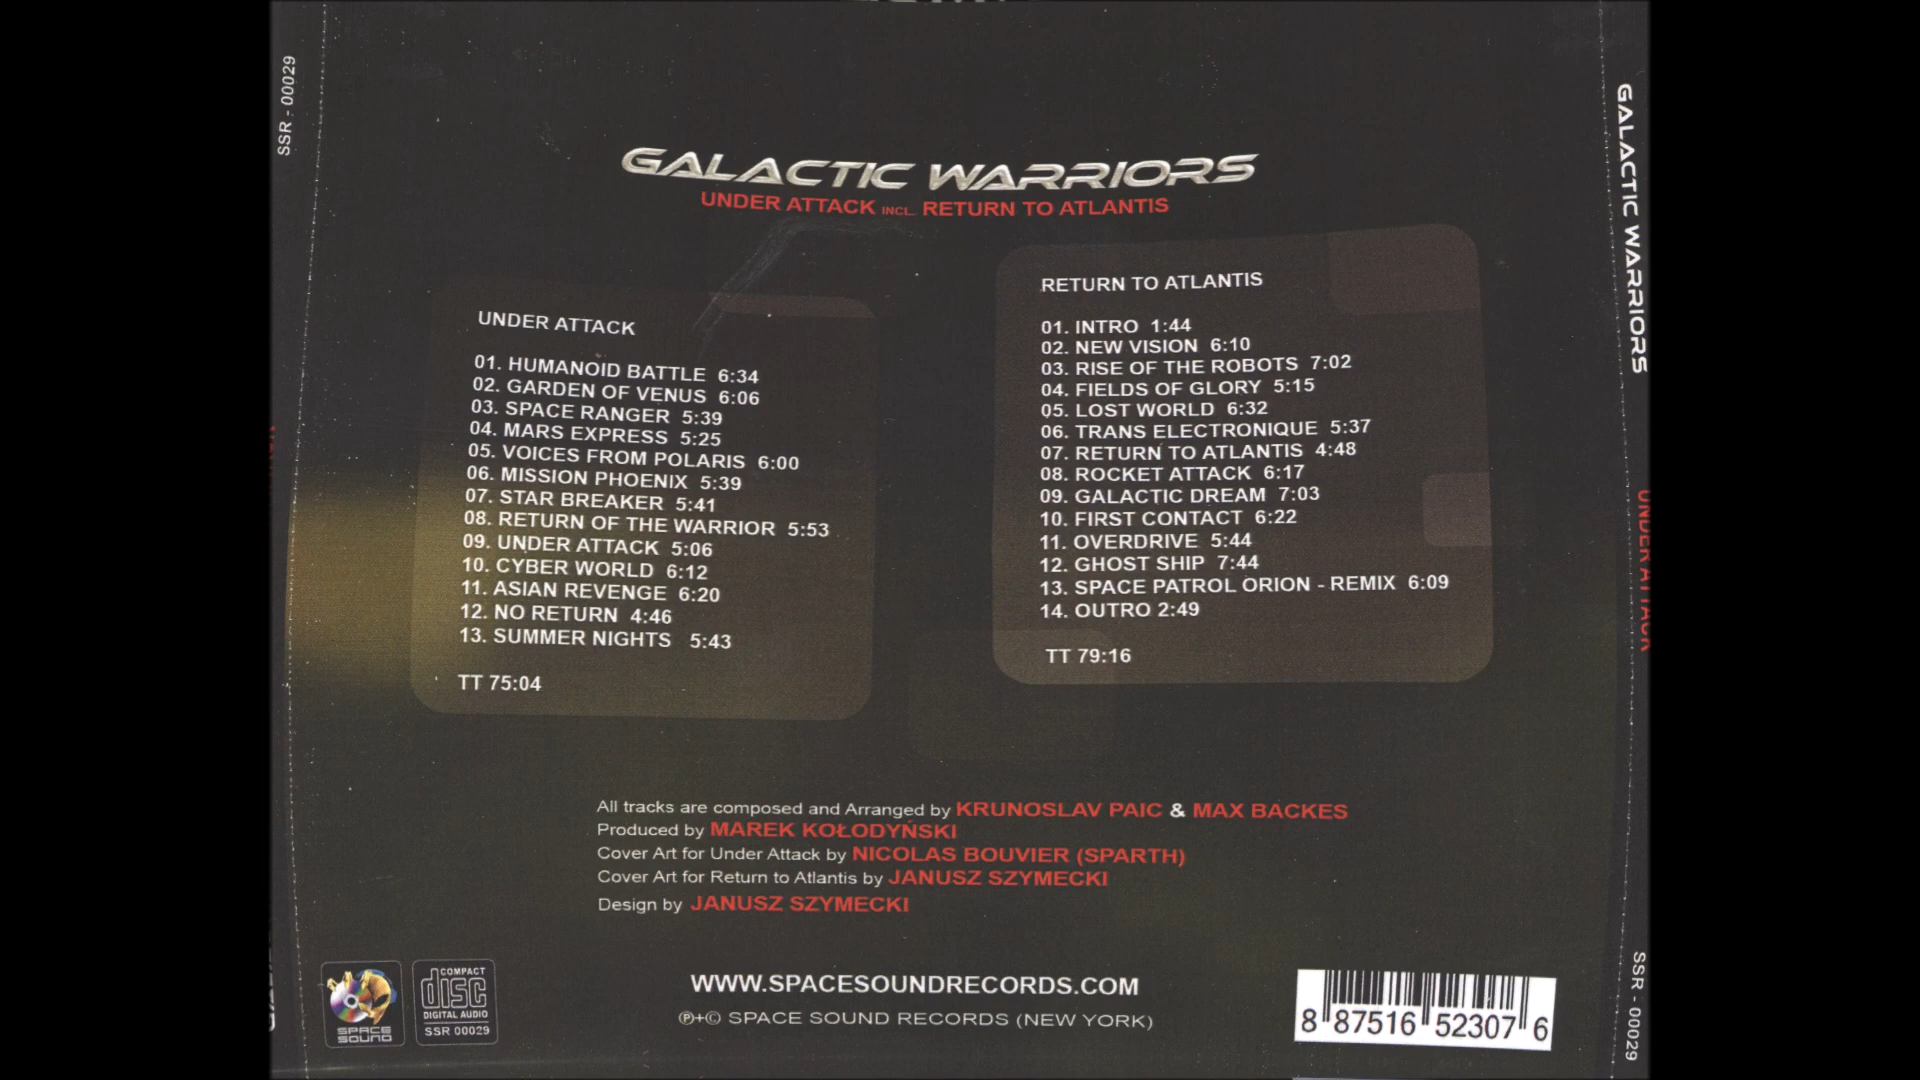 SSR - 00029
GALACTIC WARRIORS
UNDER ATTACK INCL. RETURN TO ATLANTIS
UNDER ATTACK
01. HUMANOID BATTLE 6:34
02. GARDEN OF VENUS 6:06
03. SPACE RANGER 5:39
04. MARS EXPRESS 5:25
05. VOICES FROM POLARIS 6:00
06. MISSION PHOENIX 5:39
07. STAR BREAKER 5:41
08. RETURN OF THE WARRIOR 5:53
09. UNDER ATTACK 5:06
10. CYBER WORLD 6:12
11. ASIAN REVENGE 6:20
12. NO RETURN 4:46
13. SUMMER NIGHTS 5:43
TT 75:04
RETURN TO ATLANTIS
01. INTRO 1:44
02. NEW VISION 6:10
03. RISE OF THE ROBOTS 7:02
04. FIELDS OF GLORY 5:15
05. LOST WORLD 6:32
06. TRANS ELECTRONIQUE 5:37
07. RETURN TO ATLANTIS 4:48
08. ROCKET ATTACK 6:17
09. GALACTIC DREAM 7:03
10. FIRST CONTACT 6:22
11. OVERDRIVE 5:44
12. GHOST SHIP 7:44
13. SPACE PATROL ORION - REMIX 6:09
14. OUTRO 2:49
TT 79:16
All tracks are composed and Arranged by KRUNOSLAV PAIC & MAX BACKES
Produced by MAREK KOŁODYŃSKI
Cover Art for Under Attack by NICOLAS BOUVIER (SPARTH)
Cover Art for Return to Atlantis by JANUSZ SZYMECKI
Design by JANUSZ SZYMECKI
SPACE
SOUND
COMPACT
disc
DIGITAL AUDIO
SSR 00029
WWW.SPACESOUNDRECORDS.COM
℗+© SPACE SOUND RECORDS (NEW YORK)
8 87516 52307 6
GALACTIC WARRIORS
UNDER ATTACK
SSR - 00029